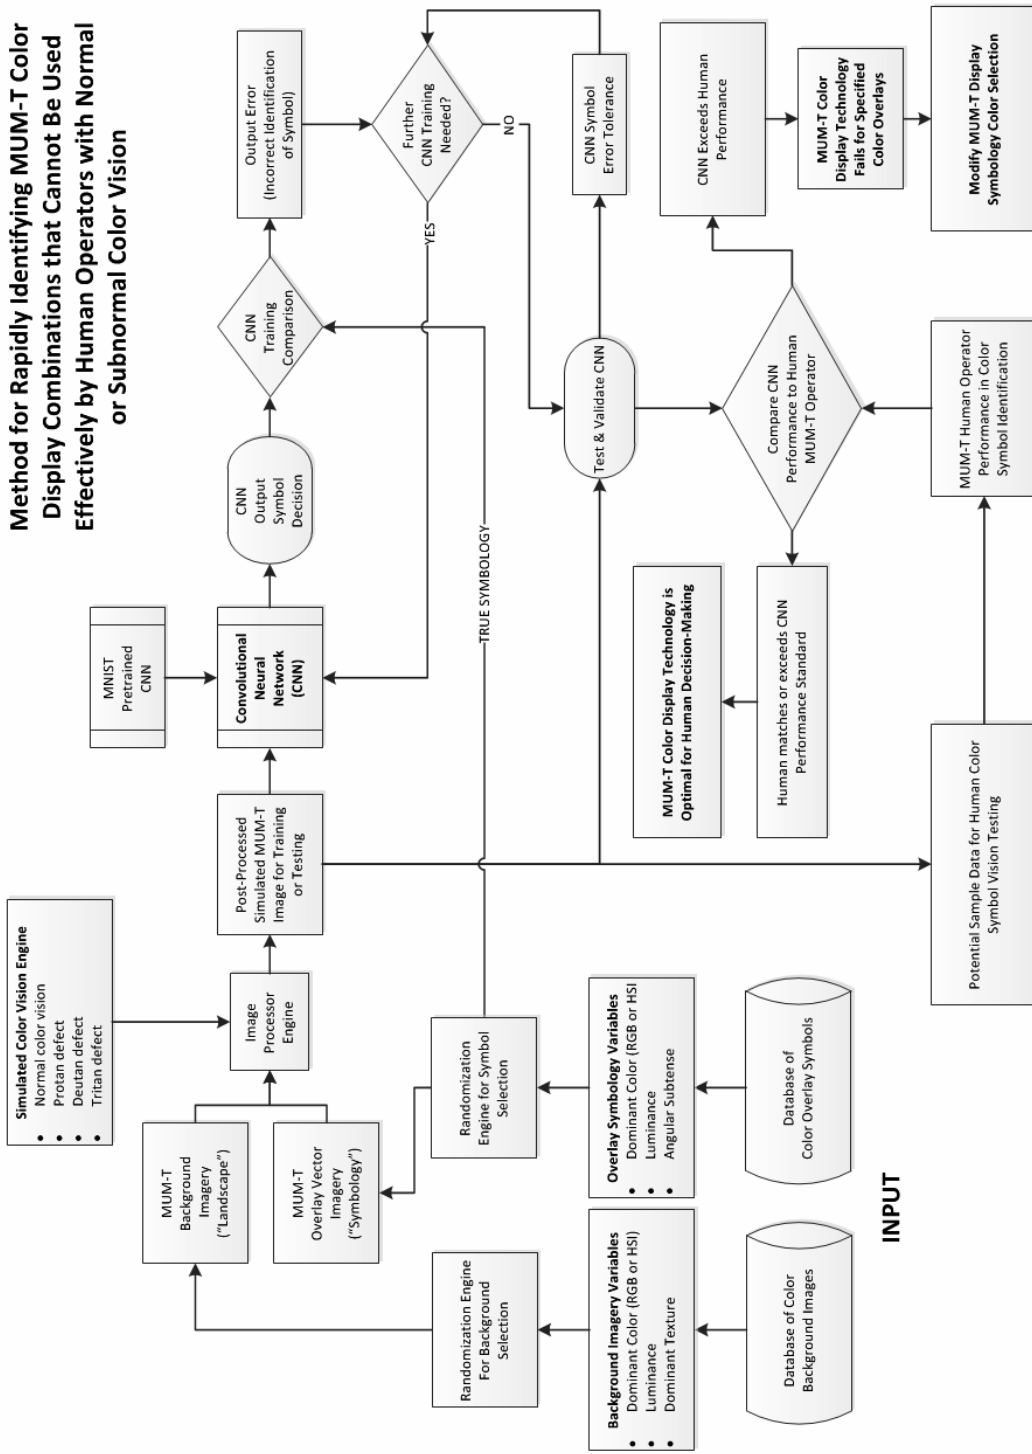 Method for Rapidly Identifying MUM-T Color
Display Combinations that Cannot Be Used
Effectively by Human Operators with Normal
or Subnormal Color Vision
Simulated Color Vision Engine
• Normal color vision
• Protan defect
• Deutan defect
• Tritan defect
MNIST
Pretrained
CNN
MUM-T
Background
Imagery
("Landscape")
MUM-T
Overlay Vector
Imagery
("Symbology")
Image
Processor
Engine
Post-Processed
Simulated MUM-T
Image for Training
or Testing
Convolutional
Neural
Network
(CNN)
CNN
Output
Symbol
Decision
CNN
Training
Comparison
Output Error
(Incorrect Identification
of Symbol)
Further
CNN Training
Needed?
YES
NO
TRUE SYMBOLOGY
Randomization Engine
For Background
Selection
Randomization
Engine for Symbol
Selection
Background Imagery Variables
• Dominant Color (RGB or HSI)
• Luminance
• Dominant Texture
Overlay Symbology Variables
• Dominant Color (RGB or HSI
• Luminance
• Angular Subtense
Database of Color
Background Images
Database of
Color Overlay Symbols
INPUT
Test & Validate CNN
CNN Symbol
Error Tolerance
Compare CNN
Performance to Human
MUM-T Operator
MUM-T Color Display Technology is
Optimal for Human Decision-Making
Human matches or exceeds CNN
Performance Standard
CNN Exceeds Human
Performance
MUM-T Color
Display Technology
Fails for Specified
Color Overlays
Modify MUM-T Display
Symbology Color Selection
Potential Sample Data for Human Color
Symbol Vision Testing
MUM-T Human Operator
Performance in Color
Symbol Identification